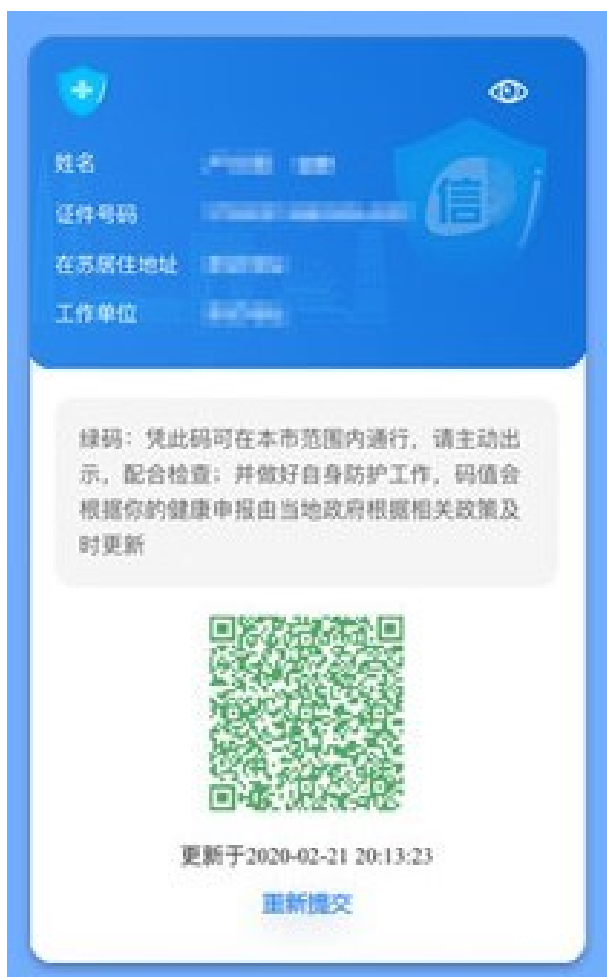 姓名
信
证件号码
在苏居住地址
工作单位
绿码：凭此码可在本市范围内通行，请主动出
示，配合检查；并做好自身防护工作，码值会
根据你的健康申报由当地政府根据相关政策及
时更新
更新于2020-02-21 20:13:23
重新提交